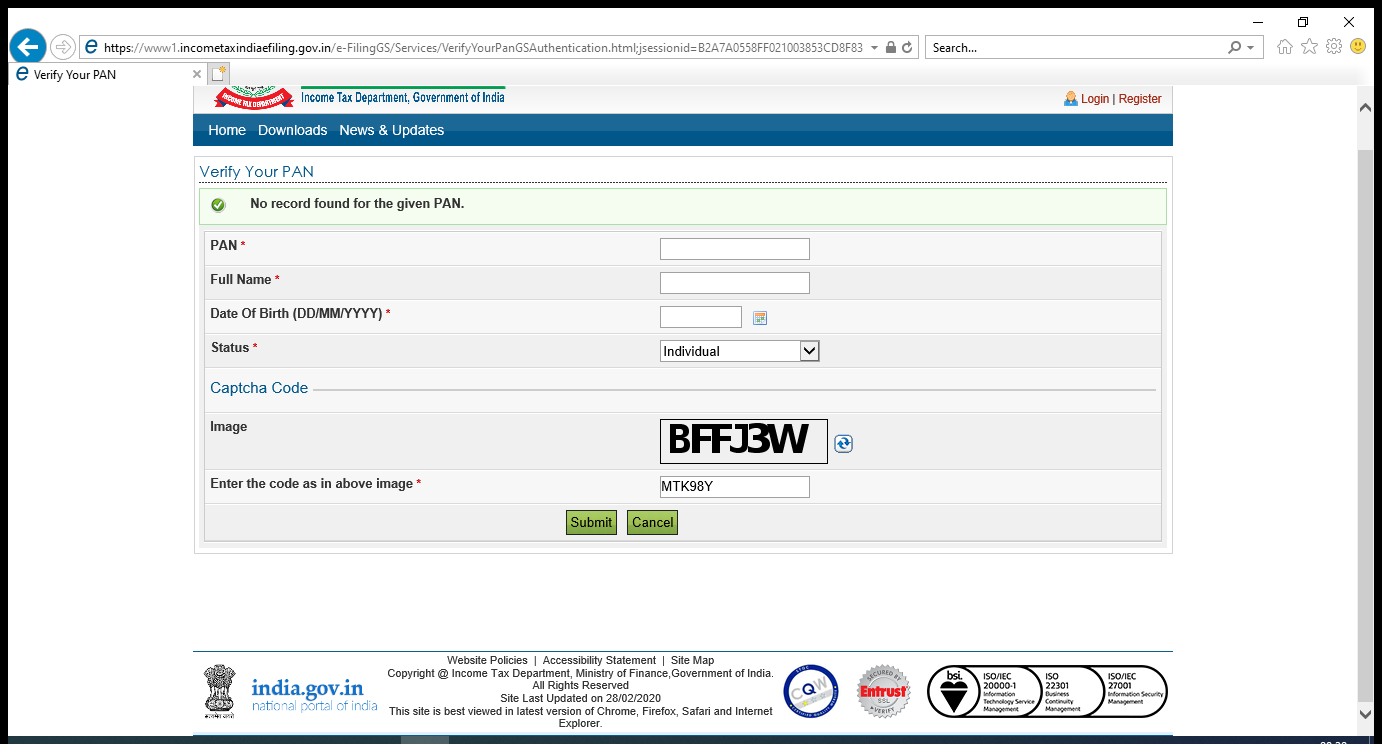 https://www1.incometaxindiaefiling.gov.in/e-FilingGS/Services/VerifyYourPanGSAuthentication.html;jsessionid=B2A7A0558FF021003853CD8F83
Search...
Verify Your PAN
INCOME TAX DEPARTMENT
Income Tax Department, Government of India
Login | Register
Home Downloads News & Updates
Verify Your PAN
No record found for the given PAN.
PAN *
Full Name *
Date Of Birth (DD/MM/YYYY) *
Status * Individual
Captcha Code
Image BFFJ3W
Enter the code as in above image * MTK98Y
Submit Cancel
Website Policies | Accessibility Statement | Site Map
Copyright @ Income Tax Department, Ministry of Finance,Government of India.
All Rights Reserved
Site Last Updated on 28/02/2020
This site is best viewed in latest version of Chrome, Firefox, Safari and Internet
Explorer.
सत्यमेव जयते
india.gov.in
national portal of India
STQC
CQW
SECURED BY
Entrust
SSL
VERIFY
bsi.
ISO/IEC
20000-1
Information
Technology Service
Management
ISO
22301
Business
Continuity
Management
ISO/IEC
27001
Information Security
Management